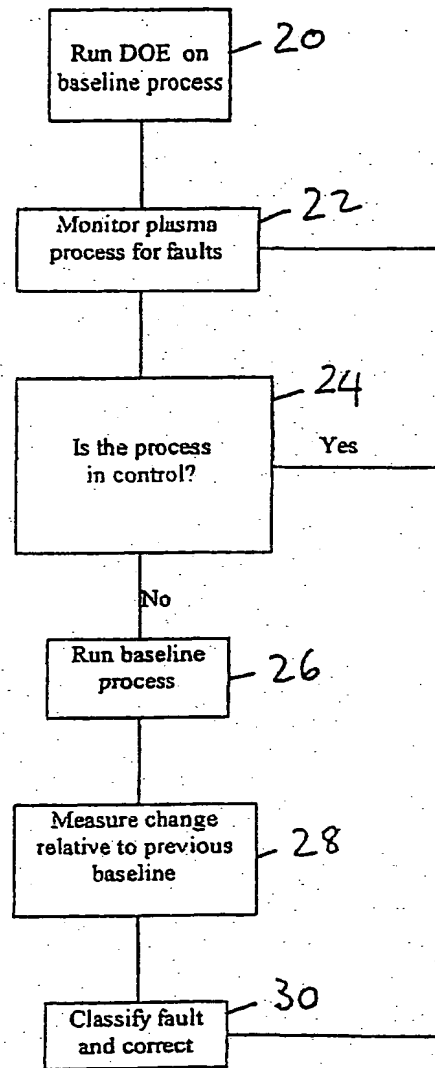 Run DOE on
baseline process
20
Monitor plasma
process for faults
22
Is the process
in control?
24
Yes
No
Run baseline
process
26
Measure change
relative to previous
baseline
28
Classify fault
and correct
30